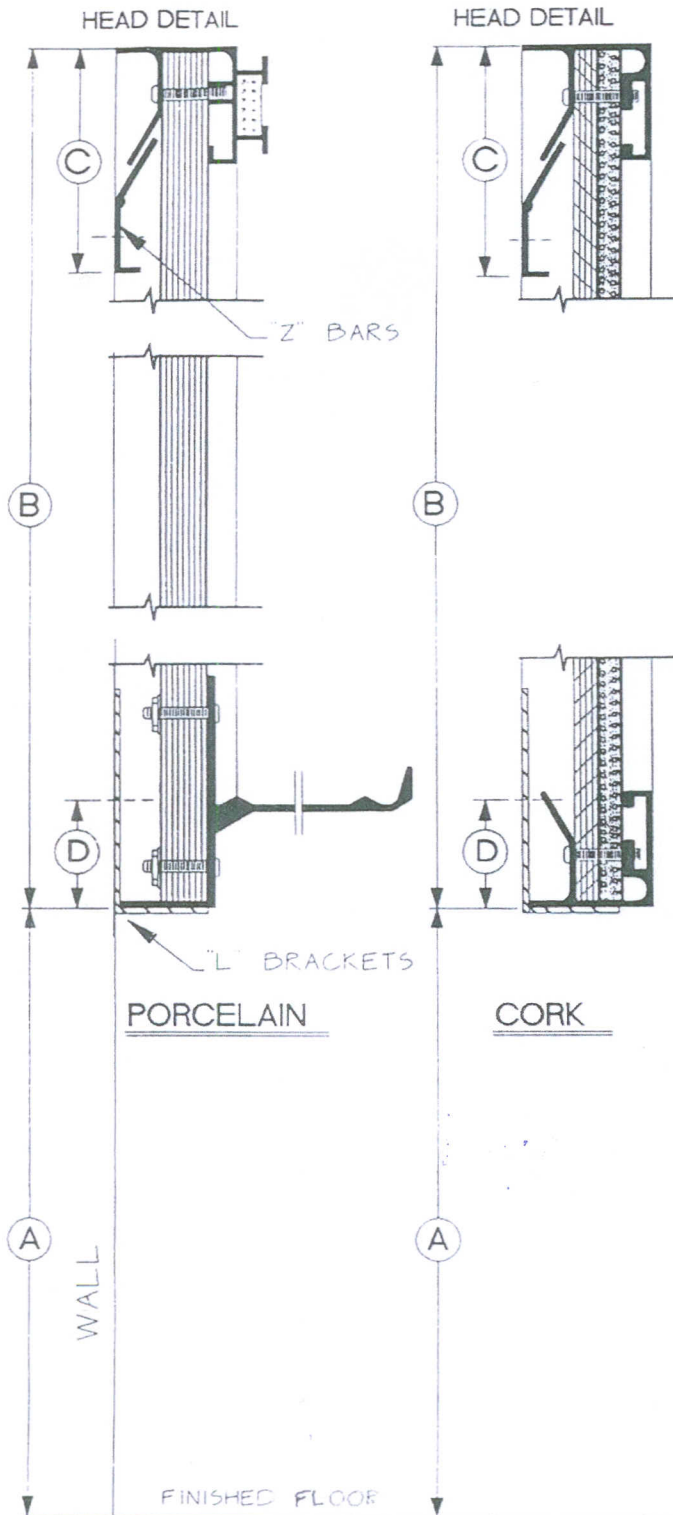 HEAD DETAIL
HEAD DETAIL
C
C
"Z" BARS
B
B
D
D
"L" BRACKETS
PORCELAIN
CORK
A
A
WALL
FINISHED FLOOR